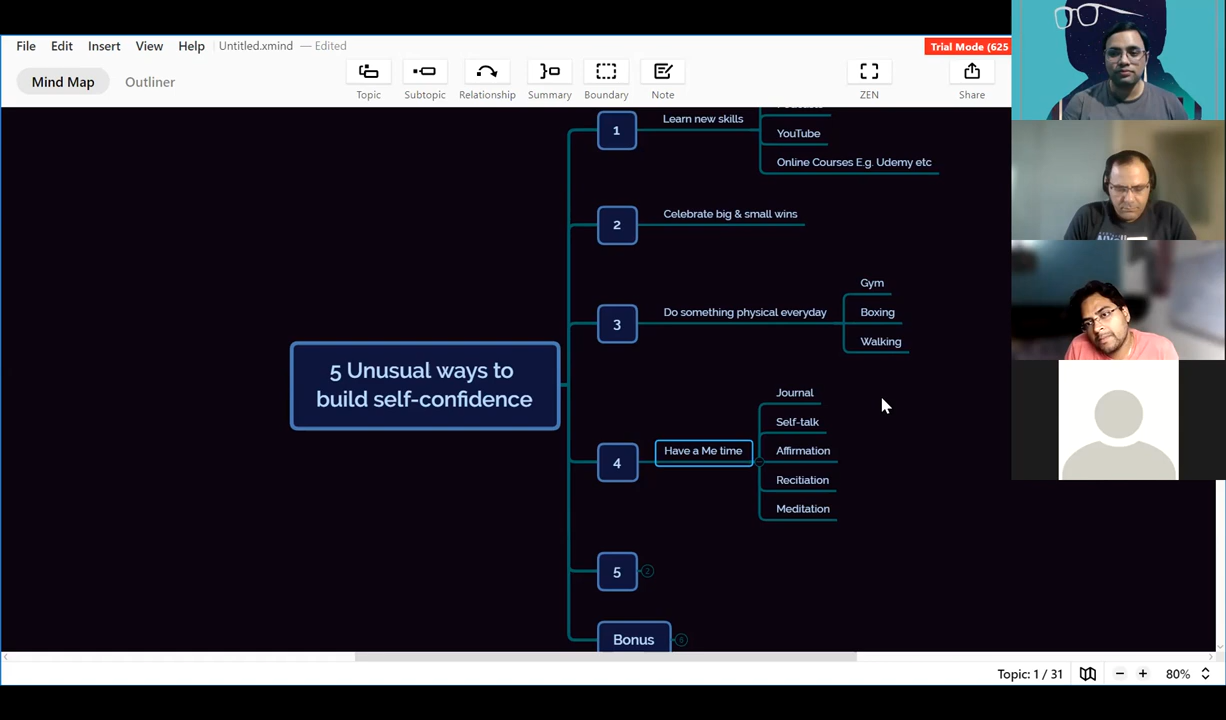 File Edit Insert View Help Untitled.xmind — Edited
Trial Mode (625
Mind Map Outliner
Topic Subtopic Relationship Summary Boundary Note ZEN Share
1
Learn new skills
YouTube
Online Courses E.g. Udemy etc
2
Celebrate big & small wins
3
Do something physical everyday
Gym
Boxing
Walking
5 Unusual ways to
build self-confidence
4
Have a Me time
Journal
Self-talk
Affirmation
Recitiation
Meditation
5
2
Bonus
Topic: 1 / 31
80%